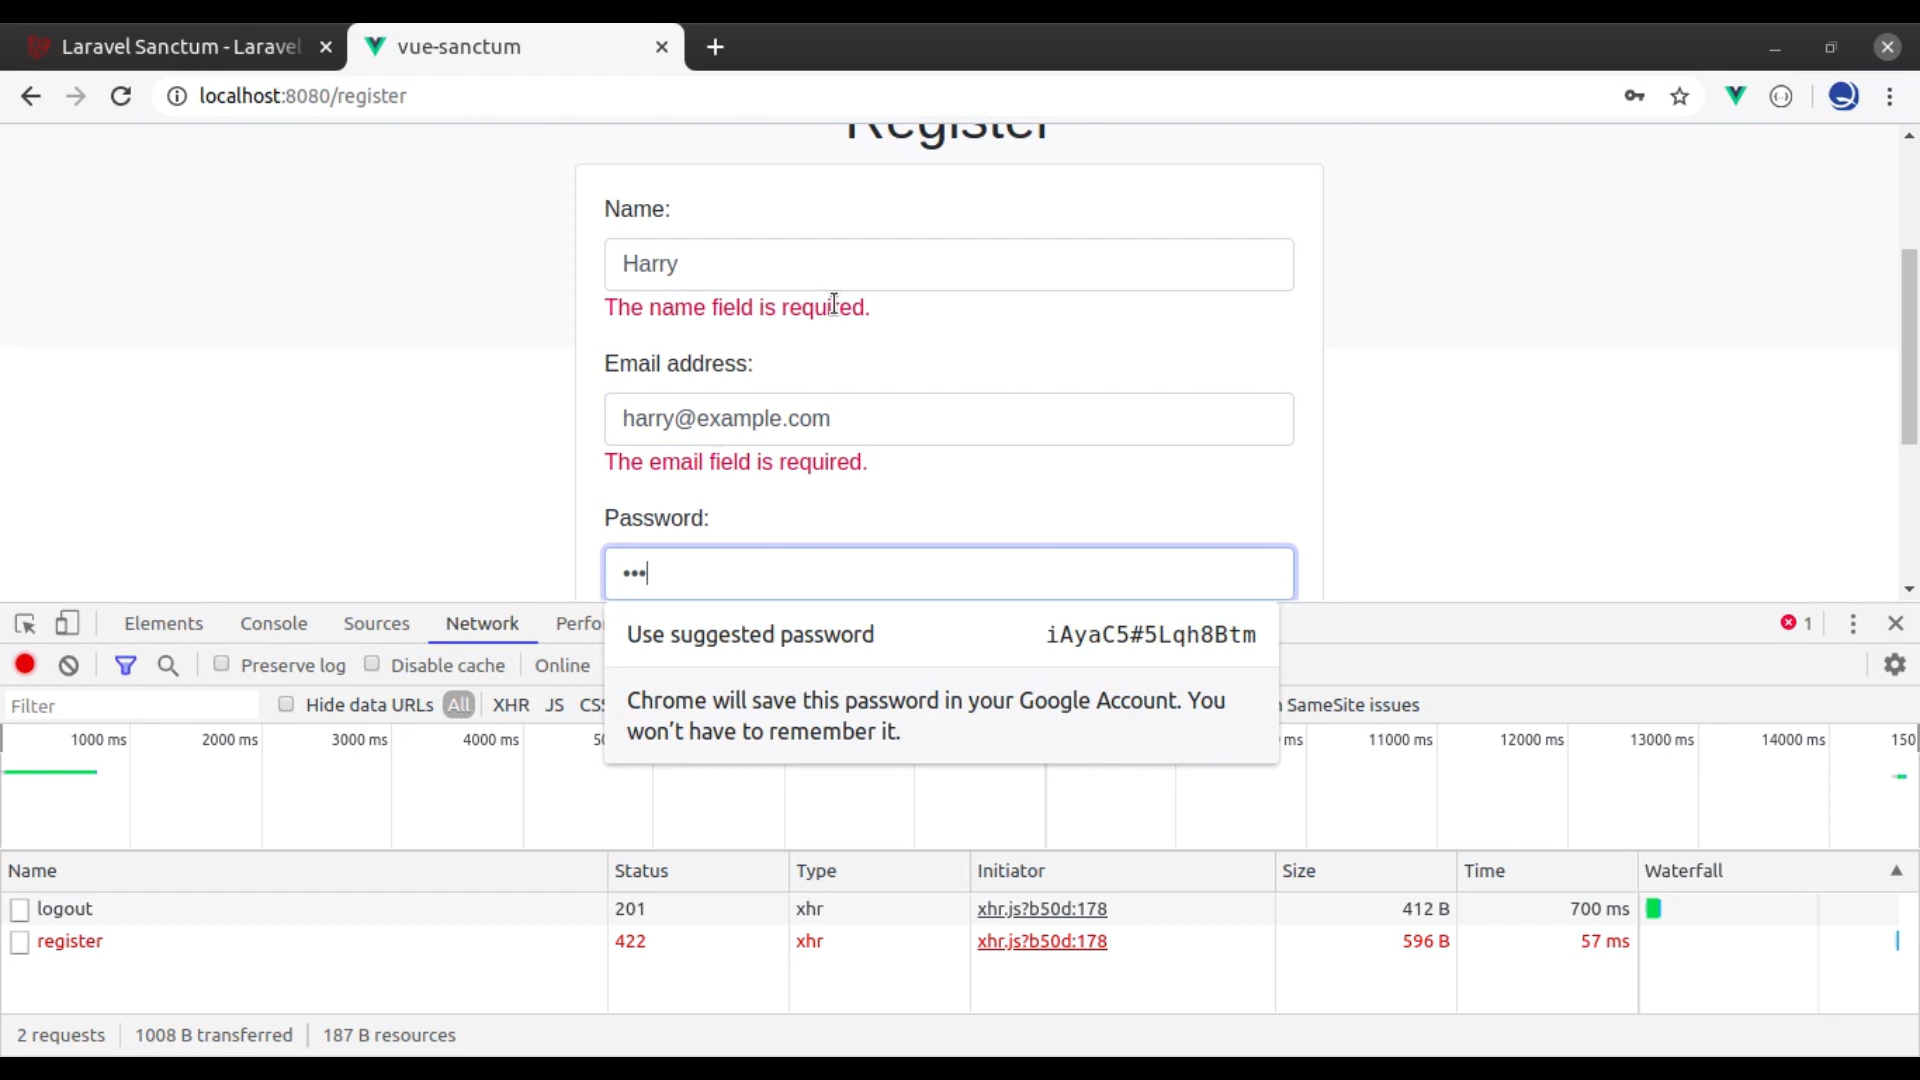 Laravel Sanctum - Laravel
vue-sanctum
localhost:8080/register
Register
Name:
Harry
The name field is required.
Email address:
harry@example.com
The email field is required.
Password:
•••
Elements Console Sources Network Perfo
1
Use suggested password iAyaC5#5Lqh8Btm
Preserve log Disable cache Online
Chrome will save this password in your Google Account. You
won't have to remember it.
Filter Hide data URLs All XHR JS CSS SameSite issues
1000 ms 2000 ms 3000 ms 4000 ms 50 ms 11000 ms 12000 ms 13000 ms 14000 ms 150
Name Status Type Initiator Size Time Waterfall
logout 201 xhr xhr.js?b50d:178 412 B 700 ms
register 422 xhr xhr.js?b50d:178 596 B 57 ms
2 requests 1008 B transferred 187 B resources